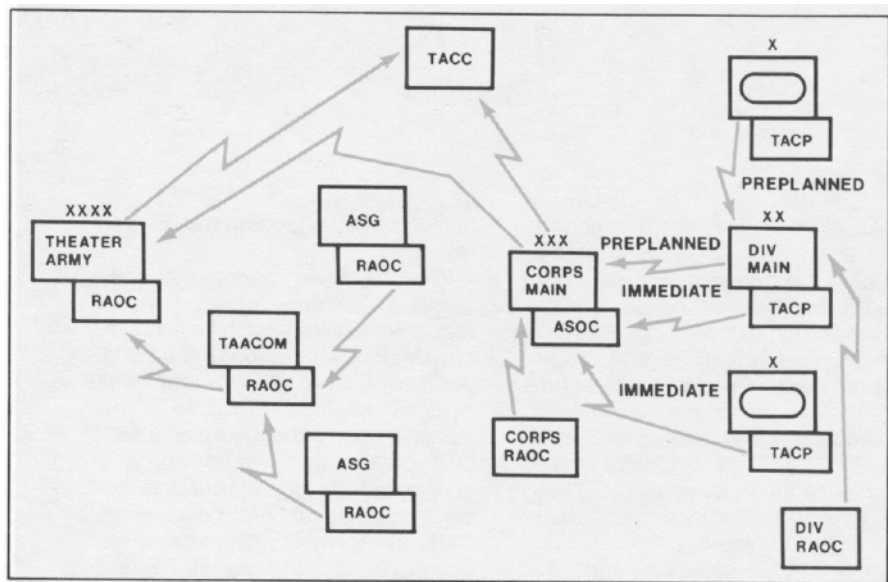 TACC
X
TACP
PREPLANNED
XXXX
THEATER
ARMY
RAOC
ASG
RAOC
XXX
CORPS
MAIN
ASOC
PREPLANNED
IMMEDIATE
XX
DIV
MAIN
TACP
TAACOM
RAOC
IMMEDIATE
X
TACP
CORPS
RAOC
ASG
RAOC
DIV
RAOC